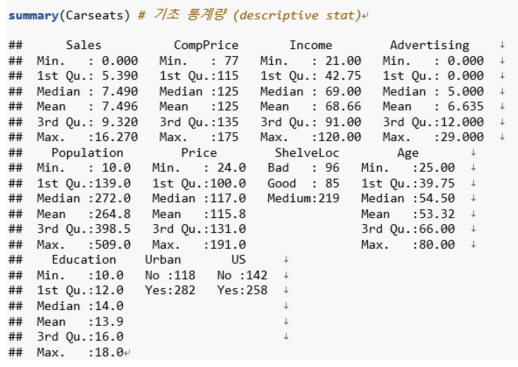 summary(Carseats) # 기초 통계량 (descriptive stat)↵
##      Sales          CompPrice       Income        Advertising    ↓
##  Min.   : 0.000   Min.   : 77   Min.   : 21.00   Min.   : 0.000  ↓
##  1st Qu.: 5.390   1st Qu.:115   1st Qu.: 42.75   1st Qu.: 0.000  ↓
##  Median : 7.490   Median :125   Median : 69.00   Median : 5.000  ↓
##  Mean   : 7.496   Mean   :125   Mean   : 68.66   Mean   : 6.635  ↓
##  3rd Qu.: 9.320   3rd Qu.:135   3rd Qu.: 91.00   3rd Qu.:12.000  ↓
##  Max.   :16.270   Max.   :175   Max.   :120.00   Max.   :29.000  ↓
##    Population        Price        ShelveLoc        Age       ↓
##  Min.   : 10.0   Min.   : 24.0   Bad   : 96   Min.   :25.00  ↓
##  1st Qu.:139.0   1st Qu.:100.0   Good  : 85   1st Qu.:39.75  ↓
##  Median :272.0   Median :117.0   Medium:219   Median :54.50  ↓
##  Mean   :264.8   Mean   :115.8                Mean   :53.32  ↓
##  3rd Qu.:398.5   3rd Qu.:131.0                3rd Qu.:66.00  ↓
##  Max.   :509.0   Max.   :191.0                Max.   :80.00  ↓
##    Education    Urban       US     ↓
##  Min.   :10.0   No :118   No :142  ↓
##  1st Qu.:12.0   Yes:282   Yes:258  ↓
##  Median :14.0                      ↓
##  Mean   :13.9                      ↓
##  3rd Qu.:16.0                      ↓
##  Max.   :18.0↵